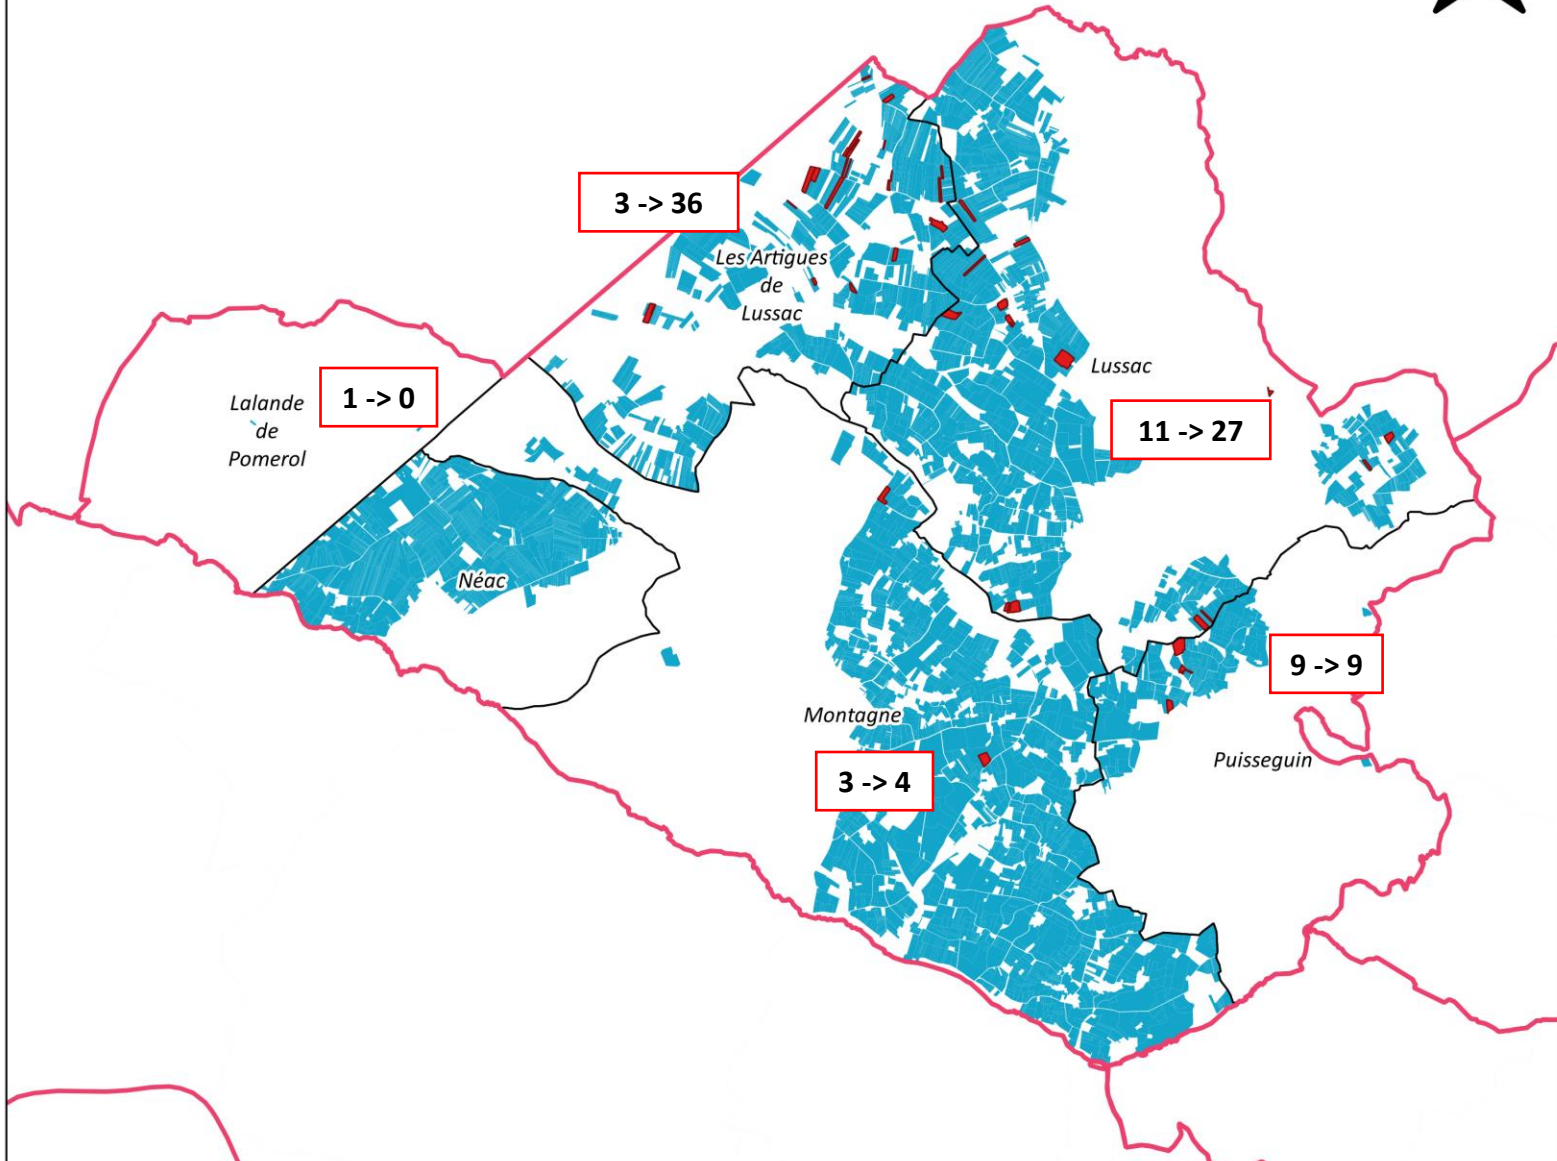 3 -> 36
Les Artigues
de
Lussac
Lussac
1 -> 0
Lalande
de
Pomerol
11 -> 27
Néac
9 -> 9
Montagne
Puisseguin
3 -> 4